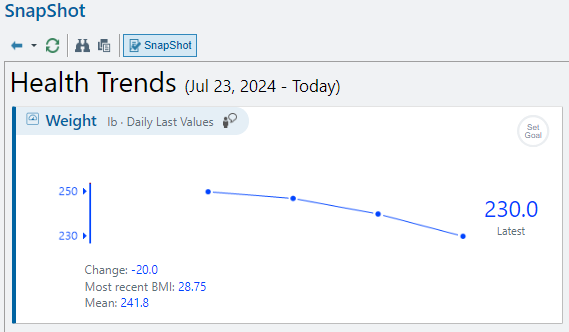 SnapShot
SnapShot
Health Trends (Jul 23, 2024 - Today)
Weight lb · Daily Last Values
Set
Goal
250
230
230.0
Latest
Change: -20.0
Most recent BMI: 28.75
Mean: 241.8